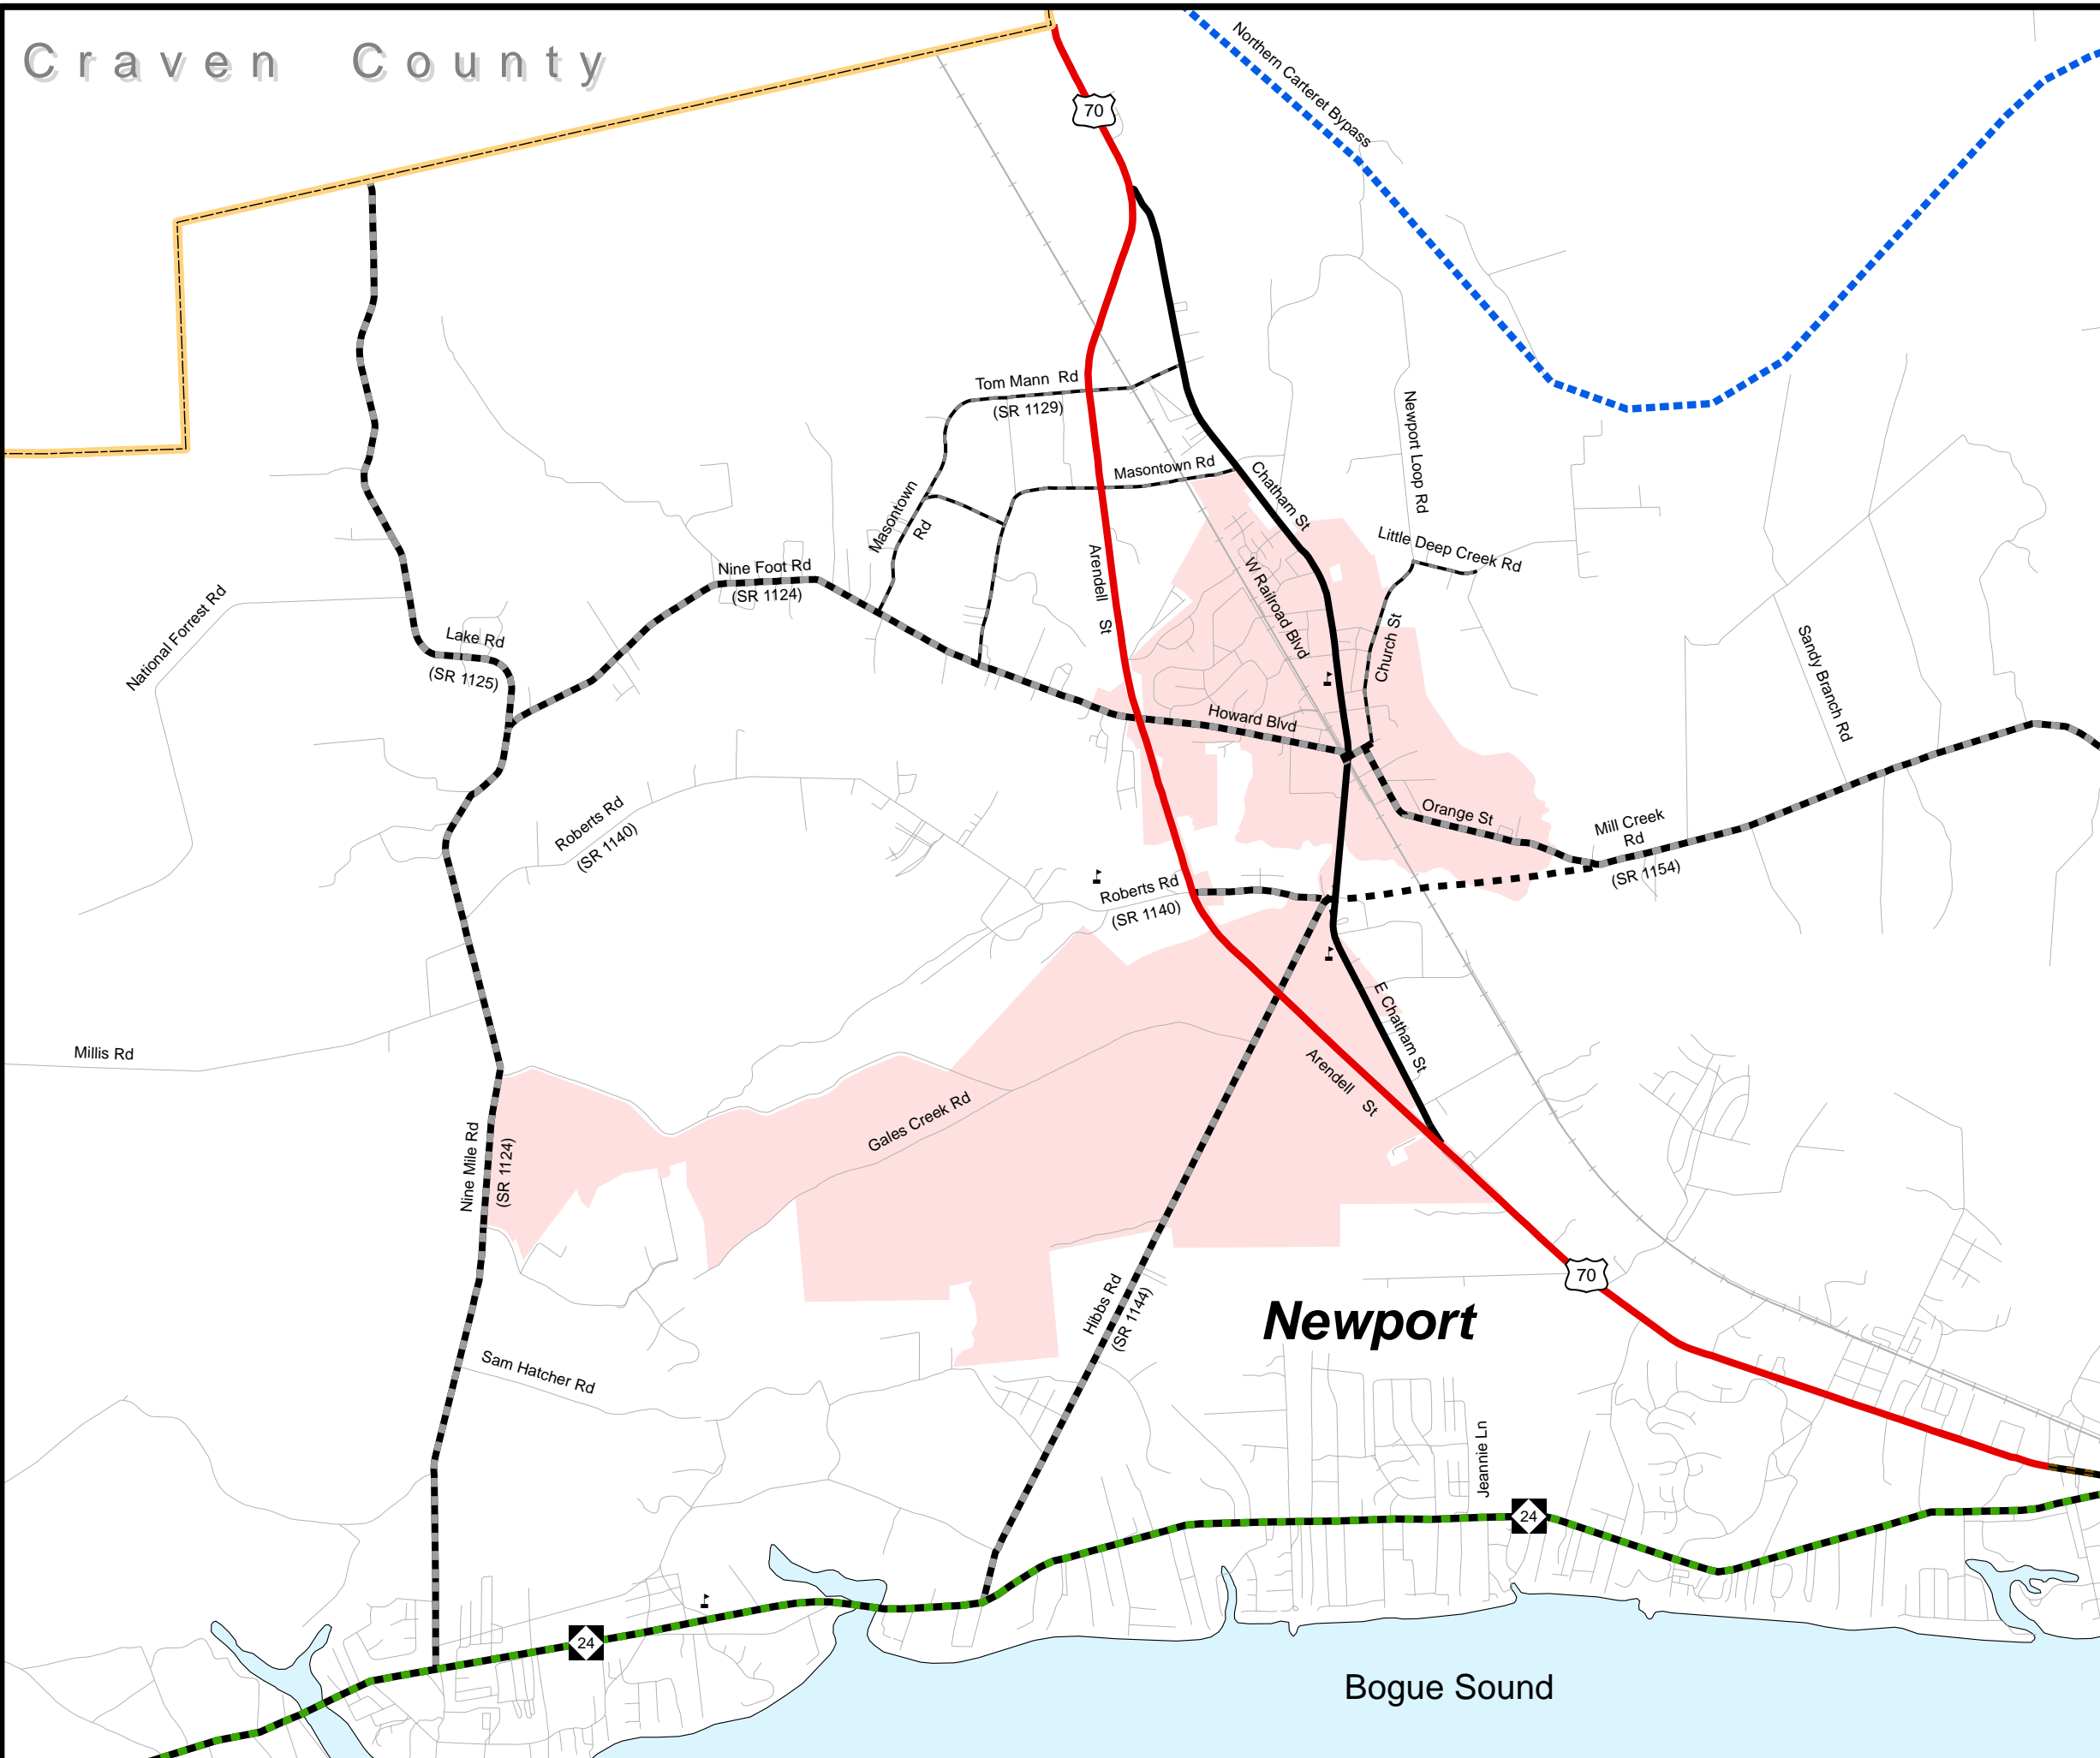 Craven County
Northern Carteret Bypass
70
Tom Mann Rd
(SR 1129)
Newport Loop Rd
Masontown Rd
Chatham St
Masontown
Rd
Little Deep Creek Rd
Arendell St
W Railroad Blvd
Nine Foot Rd
(SR 1124)
National Forrest Rd
Church St
Lake Rd
(SR 1125)
Sandy Branch Rd
Howard Blvd
Roberts Rd
(SR 1140)
Orange St
Mill Creek
Rd
(SR 1154)
Roberts Rd
(SR 1140)
E Chatham St
Millis Rd
Arendell St
Gales Creek Rd
Nine Mile Rd
(SR 1124)
70
Hibbs Rd
(SR 1144)
Newport
Sam Hatcher Rd
Jeannie Ln
24
24
Bogue Sound